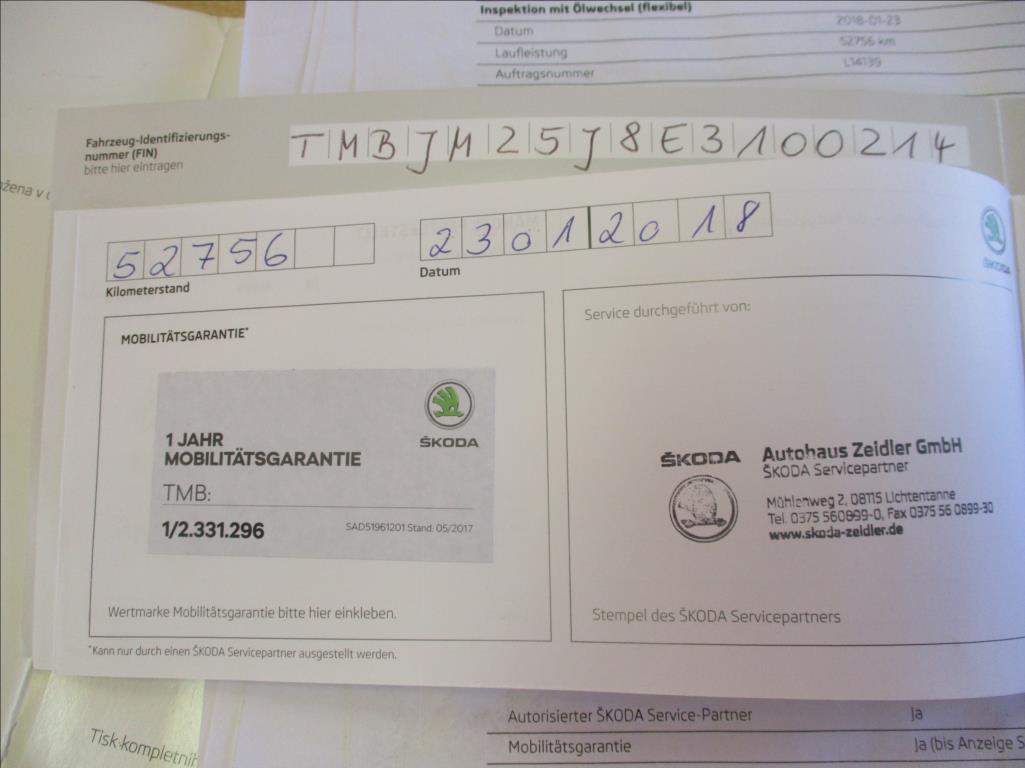 Inspektion mit Ölwechsel (flexibel)
Datum 2018-01-23
Laufleistung 52756 km
Auftragsnummer L14139
Fahrzeug-Identifizierungs-
nummer (FIN)
bitte hier eintragen
TMBJM25J8E3100214
52756
Kilometerstand
23012018
Datum
ŠKODA
MOBILITÄTSGARANTIE*
ŠKODA
1 JAHR
MOBILITÄTSGARANTIE
TMB:
1/2.331.296
SAD51961201 Stand: 05/2017
Wertmarke Mobilitätsgarantie bitte hier einkleben.
Service durchgeführt von:
ŠKODA
Autohaus Zeidler GmbH
ŠKODA Servicepartner
Mühlenweg 2, 08115 Lichtentanne
Tel. 0375 560899-0, Fax 0375 56 0899-30
www.skoda-zeidler.de
Stempel des ŠKODA Servicepartners
*Kann nur durch einen ŠKODA Servicepartner ausgestellt werden.
Autorisierter ŠKODA Service-Partner Ja
Mobilitätsgarantie Ja (bis Anzeige S